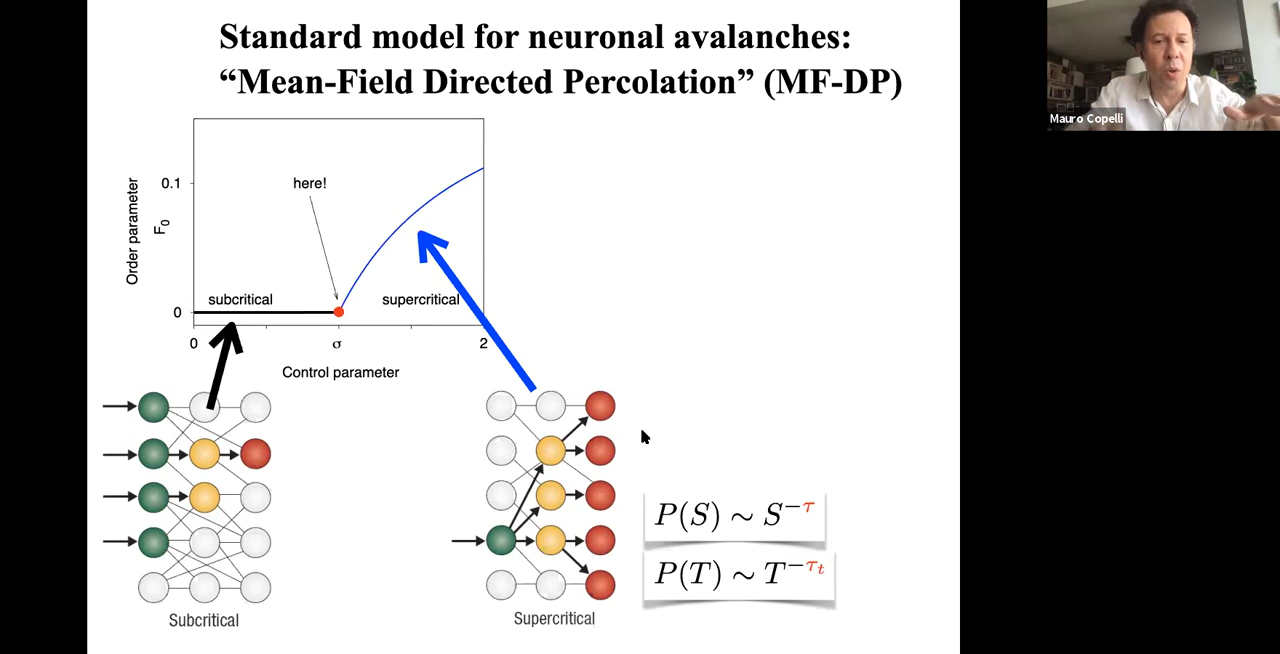 Standard model for neuronal avalanches:
“Mean-Field Directed Percolation” (MF-DP)
Mauro Copelli
Order parameter
F₀
0.1
0
here!
subcritical
supercritical
0
σ
2
Control parameter
Subcritical
Supercritical
P(S) ∼ S^{−τ}
P(T) ∼ T^{−τ_t}